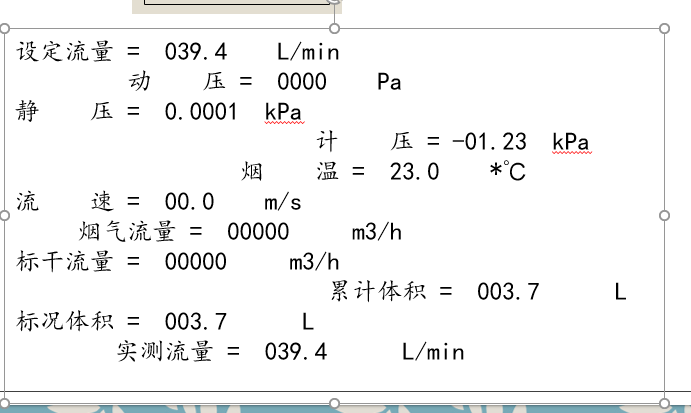 设定流量 = 039.4 L/min
动 压 = 0000 Pa
静 压 = 0.0001 kPa
计 压 = -01.23 kPa
烟 温 = 23.0 *℃
流 速 = 00.0 m/s
烟气流量 = 00000 m3/h
标干流量 = 00000 m3/h
累计体积 = 003.7 L
标况体积 = 003.7 L
实测流量 = 039.4 L/min